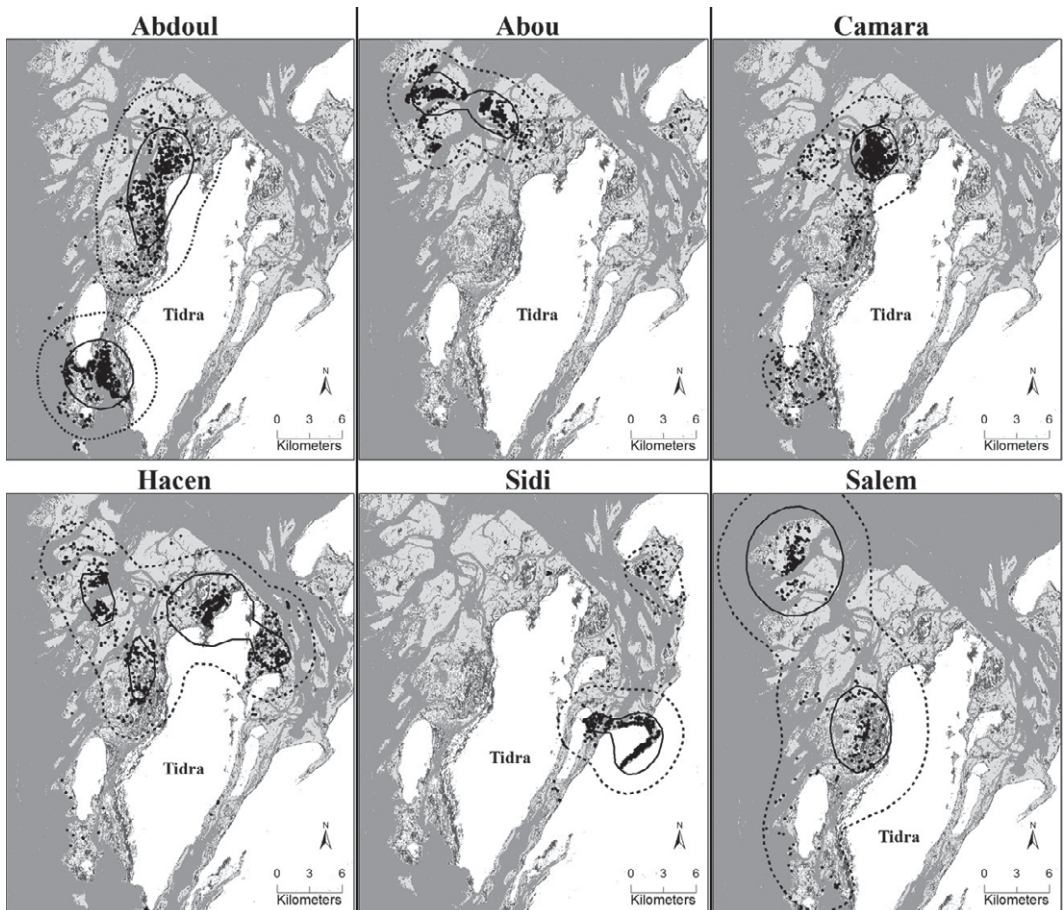 Abdoul
Abou
Camara
Tidra
N
0 3 6
Kilometers
Tidra
N
0 3 6
Kilometers
Tidra
N
0 3 6
Kilometers
Hacen
Sidi
Salem
Tidra
N
0 3 6
Kilometers
Tidra
N
0 3 6
Kilometers
Tidra
N
0 3 6
Kilometers